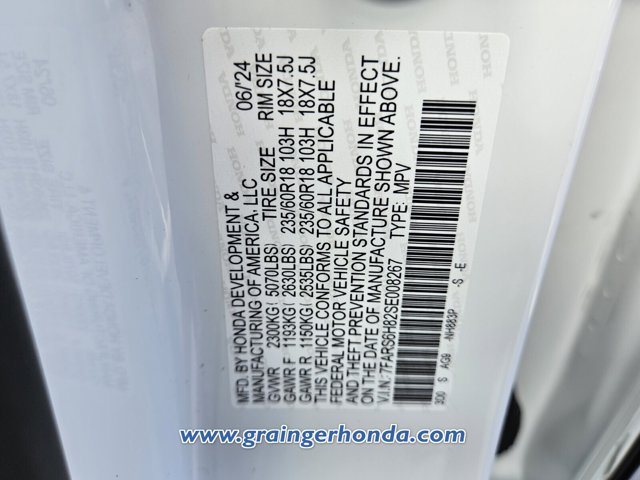 MFD. BY HONDA DEVELOPMENT & 06/'24
MANUFACTURING OF AMERICA, LLC
GVWR 2300KG( 5070LBS) TIRE SIZE RIM SIZE
GAWR F 1193KG( 2630LBS) 235/60R18 103H 18X7.5J
GAWR R 1150KG( 2535LBS) 235/60R18 103H 18X7.5J
THIS VEHICLE CONFORMS TO ALL APPLICABLE
FEDERAL MOTOR VEHICLE SAFETY
AND THEFT PREVENTION STANDARDS IN EFFECT
ON THE DATE OF MANUFACTURE SHOWN ABOVE.
V.I.N: 7FARS6H82SE008267 TYPE: MPV
-S -E
S AG9 -NH883P
www.graingerhonda.com